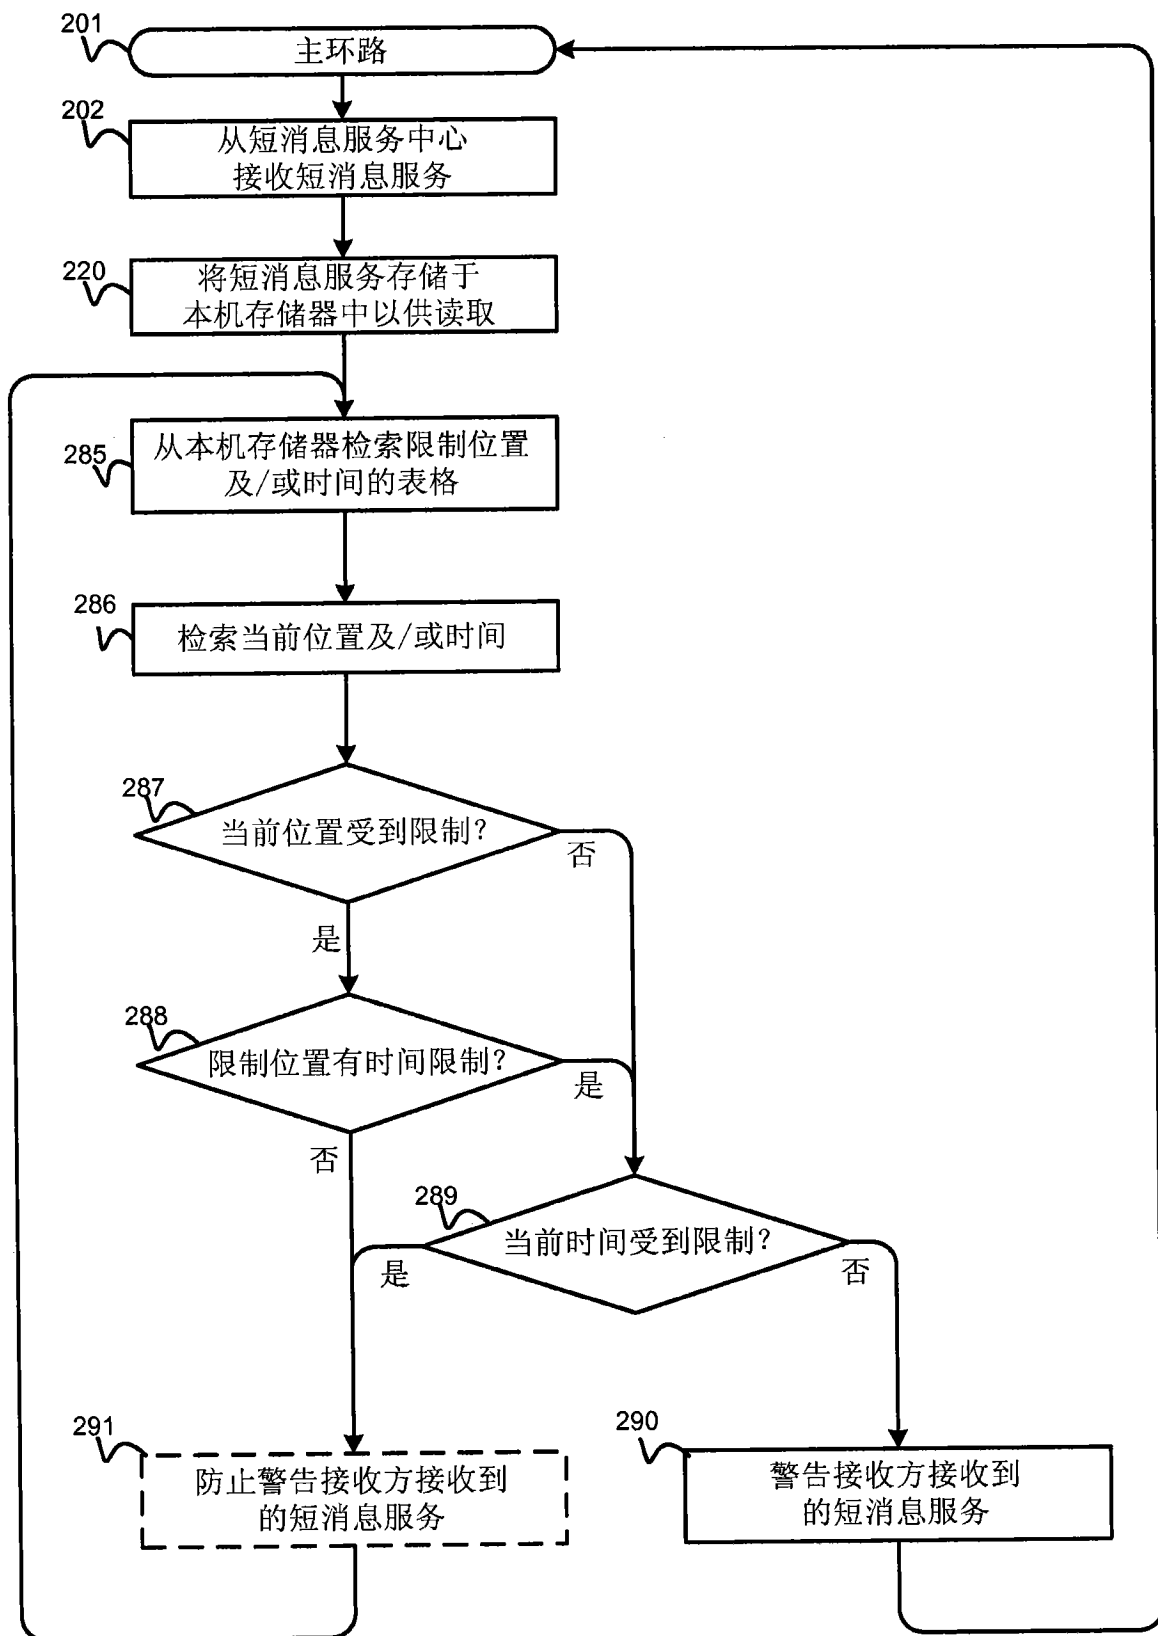 201
主环路
202
从短消息服务中心
接收短消息服务
220
将短消息服务存储于
本机存储器中以供读取
285
从本机存储器检索限制位置
及/或时间的表格
286
检索当前位置及/或时间
287
当前位置受到限制?
否
是
288
限制位置有时间限制?
是
否
289
当前时间受到限制?
是
否
291
防止警告接收方接收到
的短消息服务
290
警告接收方接收到
的短消息服务